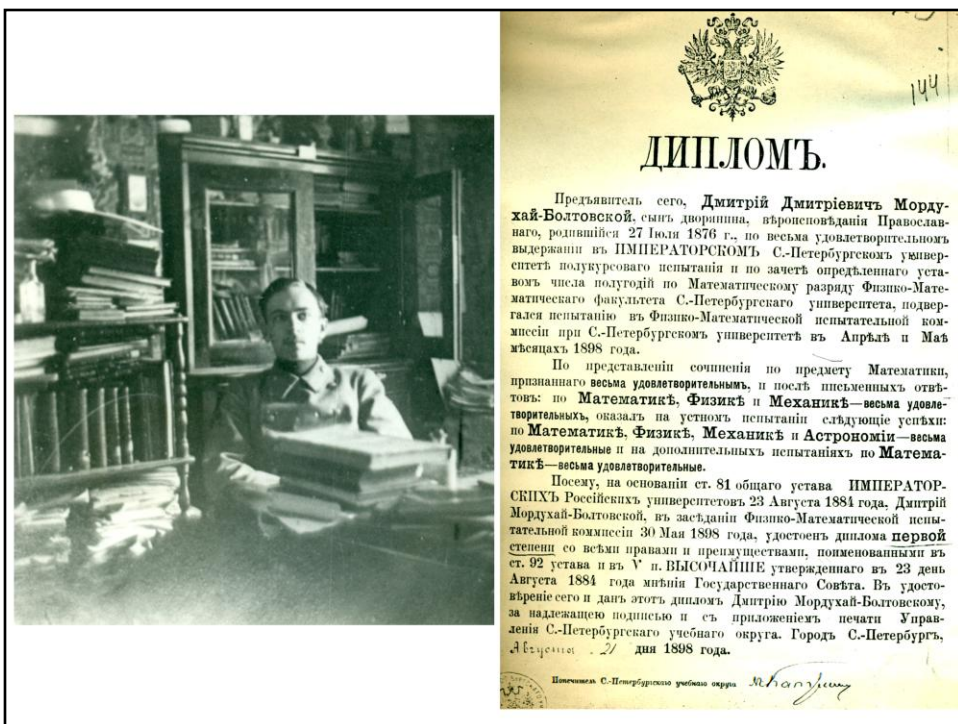 144
ДИПЛОМЪ.
Предъявитель сего, Дмитрій Дмитріевичъ Морду-
хай-Болтовской, сынъ дворянина, вѣроисповѣданія Православ-
наго, родившійся 27 Іюля 1876 г., по весьма удовлетворительномъ
выдержаніи въ ИМПЕРАТОРСКОМЪ С.-Петербургскомъ универ-
ситетѣ полукурсоваго испытанія и по зачетѣ опредѣленнаго уста-
вомъ числа полугодій по Математическому разряду Физико-Мате-
матическаго факультета С.-Петербургскаго университета, подвер-
гался испытанію въ Физико-Математической испытательной ком-
миссіи при С.-Петербургскомъ университетѣ въ Апрѣлѣ и Маѣ
мѣсяцахъ 1898 года.
По представленіи сочиненія по предмету Математики,
признаннаго весьма удовлетворительнымъ, и послѣ письменныхъ отвѣ-
товъ: по Математикѣ, Физикѣ и Механикѣ—весьма удовле-
творительныхъ, оказалъ на устномъ испытаніи слѣдующіе успѣхи:
по Математикѣ, Физикѣ, Механикѣ и Астрономіи—весьма
удовлетворительные и на дополнительныхъ испытаніяхъ по Матема-
тикѣ—весьма удовлетворительные.
Посему, на основаніи ст. 81 общаго устава ИМПЕРАТОР-
СКИХЪ Россійскихъ университетовъ 23 Августа 1884 года, Дмитрій
Мордухай-Болтовской, въ засѣданіи Физико-Математической испы-
тательной коммиссіи 30 Мая 1898 года, удостоенъ диплома первой
степени со всѣми правами и преимуществами, поименованными въ
ст. 92 устава и въ V п. ВЫСОЧАЙШЕ утвержденнаго въ 23 день
Августа 1884 года мнѣнія Государственнаго Совѣта. Въ удосто-
вѣреніе сего и данъ этотъ дипломъ Дмитрію Мордухай-Болтовскому,
за надлежащею подписью и съ приложеніемъ печати Управ-
ленія С.-Петербургскаго учебнаго округа. Городъ С.-Петербургъ,
Августа 21 дня 1898 года.
Попечитель С.-Петербургскаго учебнаго округа